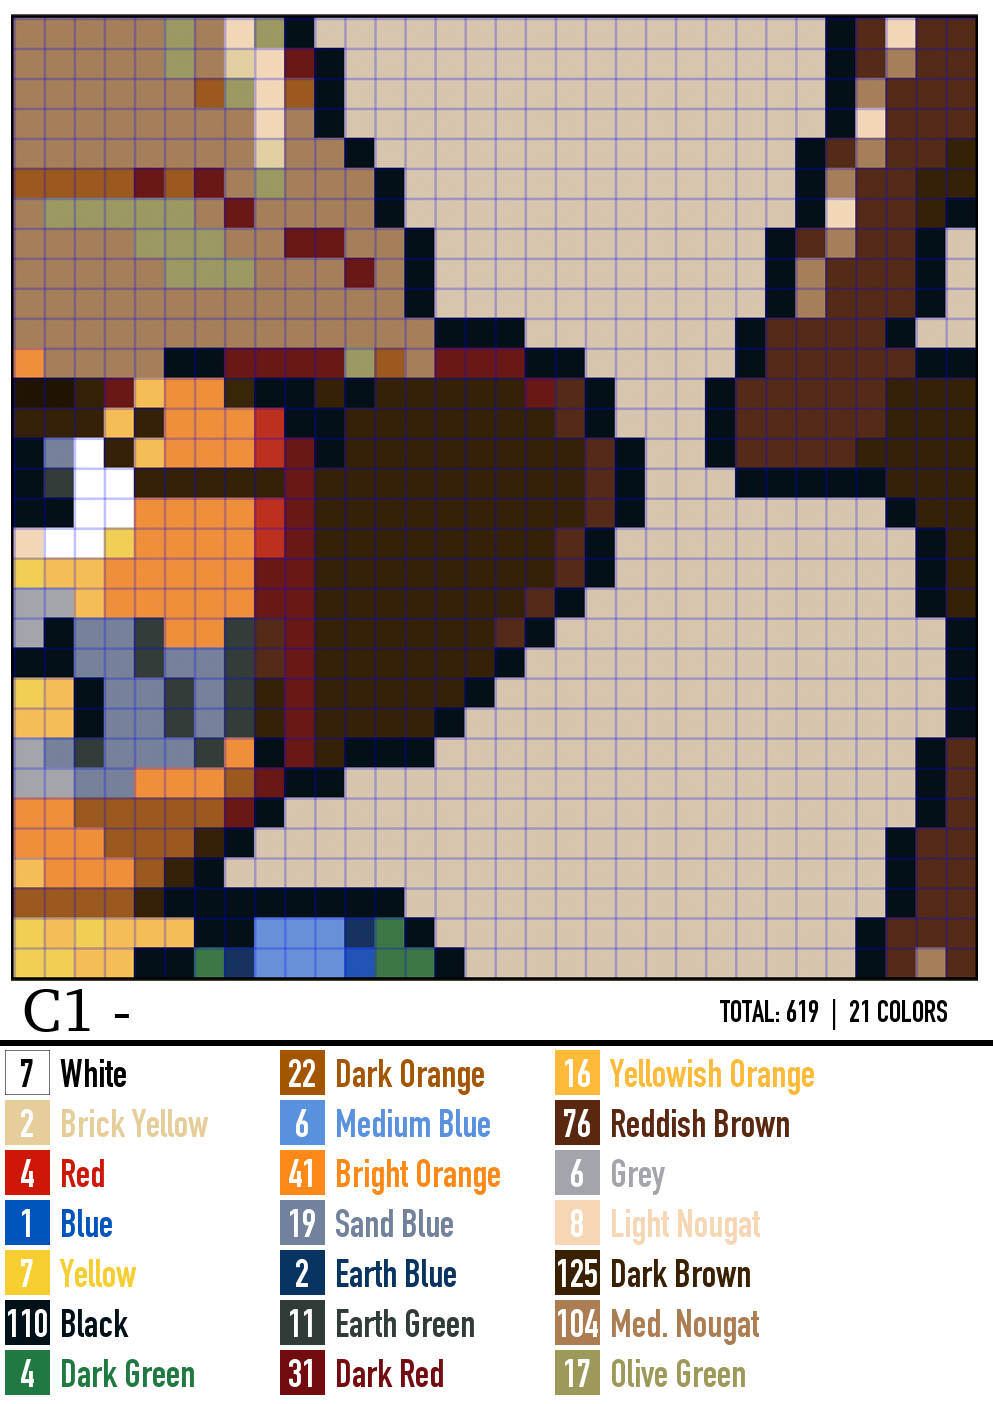 C1 -
TOTAL: 619 | 21 COLORS
7 White
22 Dark Orange
16 Yellowish Orange
2 Brick Yellow
6 Medium Blue
76 Reddish Brown
4 Red
41 Bright Orange
6 Grey
1 Blue
19 Sand Blue
8 Light Nougat
7 Yellow
2 Earth Blue
125 Dark Brown
110 Black
11 Earth Green
104 Med. Nougat
4 Dark Green
31 Dark Red
17 Olive Green